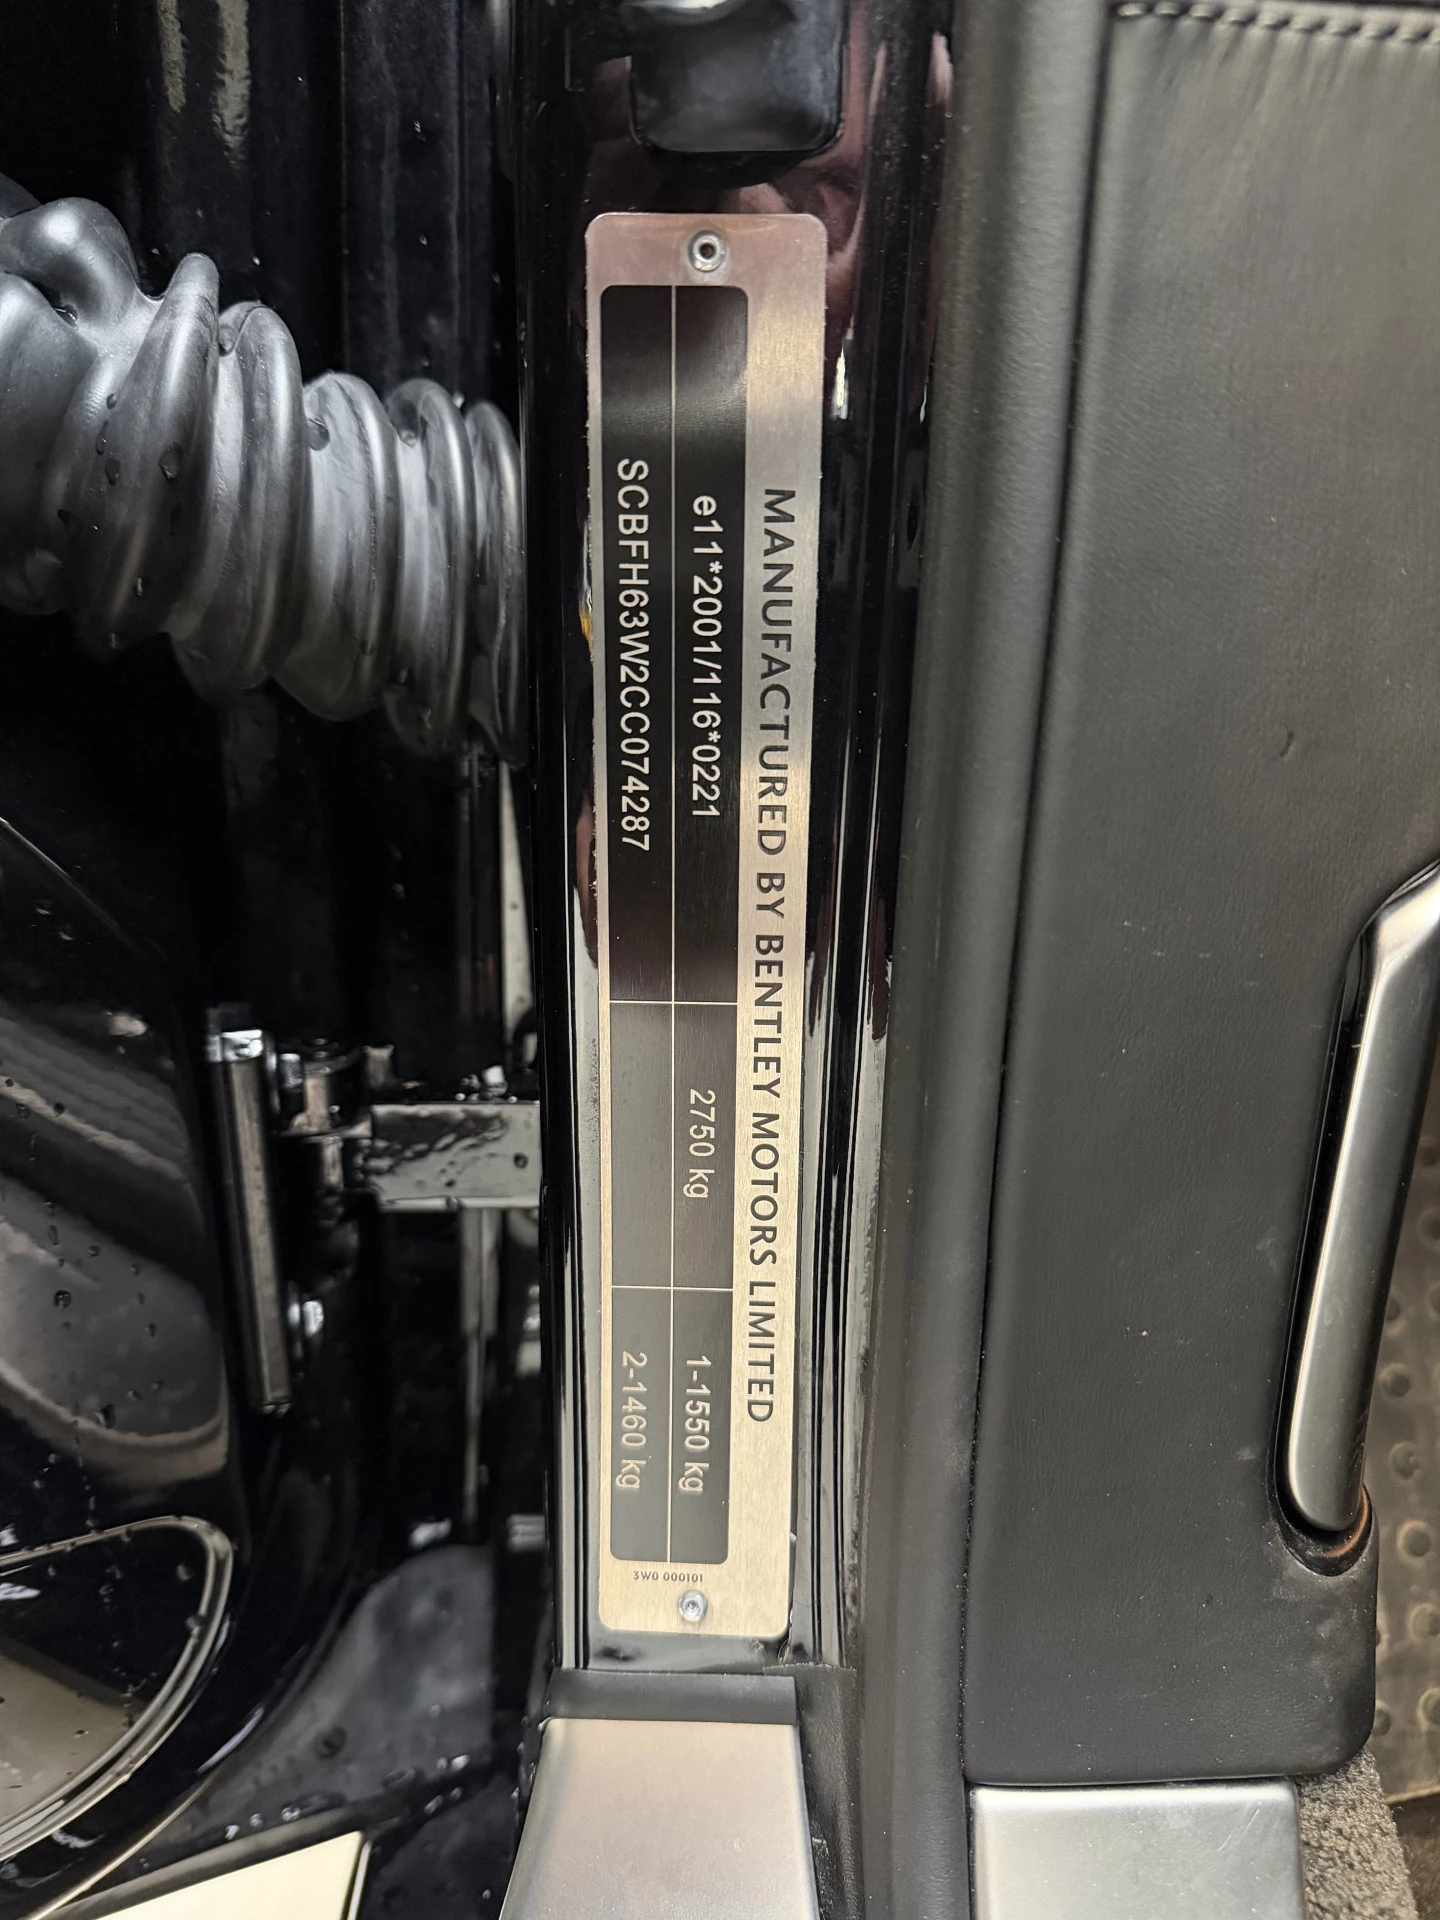 MANUFACTURED BY BENTLEY MOTORS LIMITED
e11*2001/116*0221
2750 kg
1-1550 kg
SCBFH63W2CC074287
2-1460 kg
3W0 000101